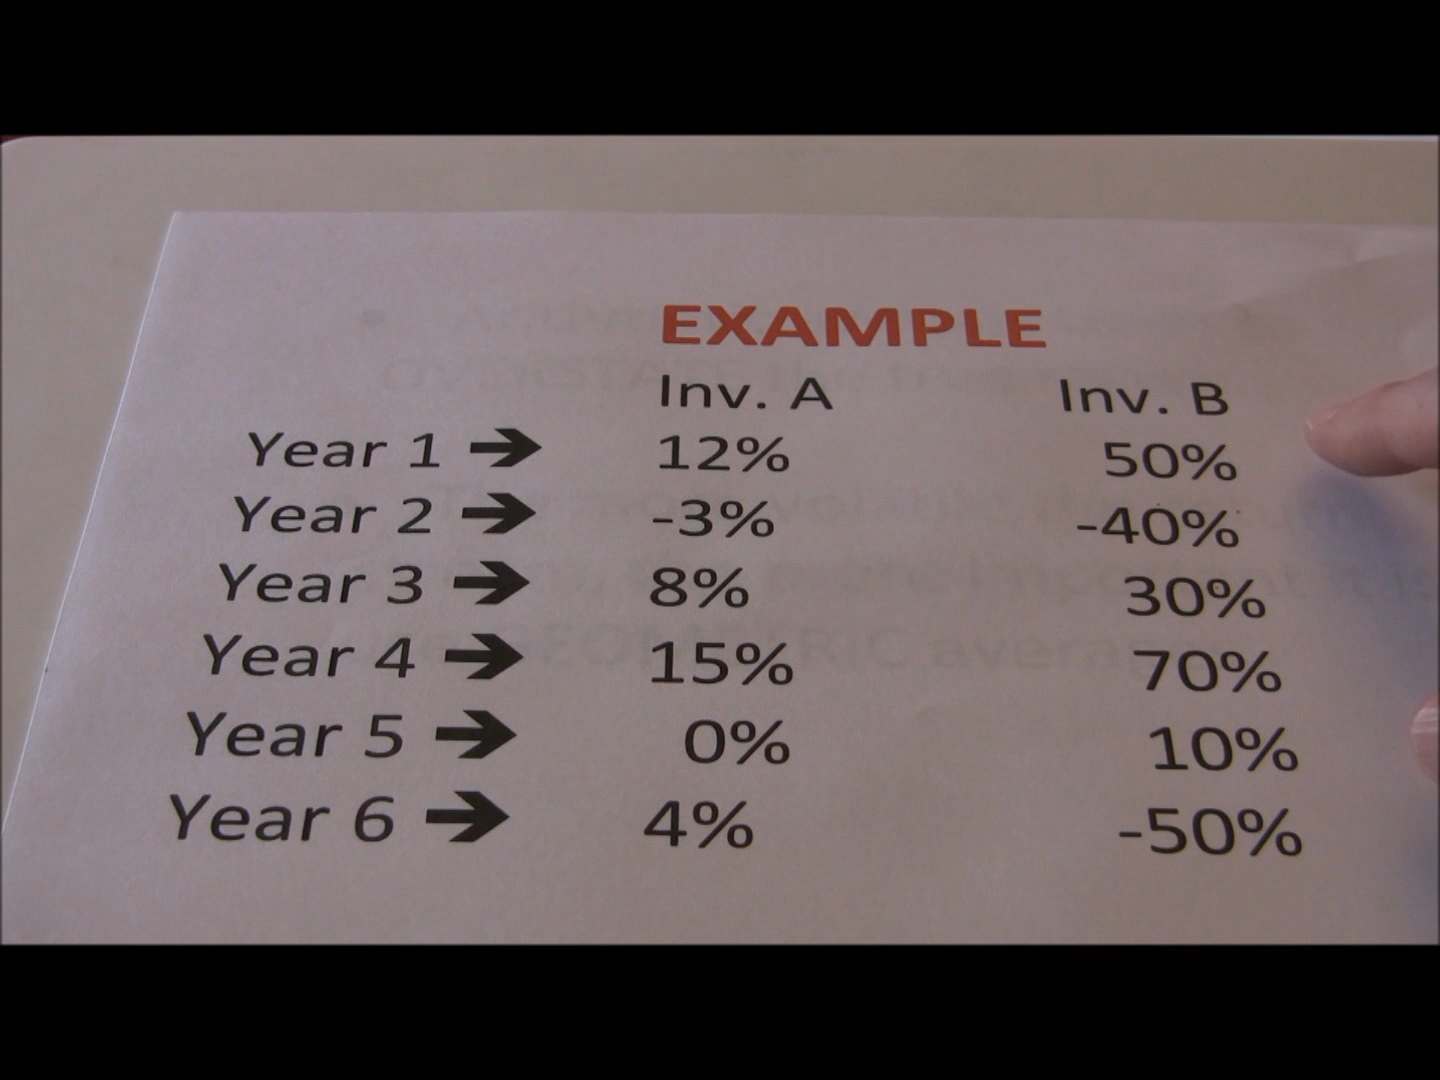 EXAMPLE
Inv. A Inv. B
Year 1 ➔ 12% 50%
Year 2 ➔ -3% -40%
Year 3 ➔ 8% 30%
Year 4 ➔ 15% 70%
Year 5 ➔ 0% 10%
Year 6 ➔ 4% -50%